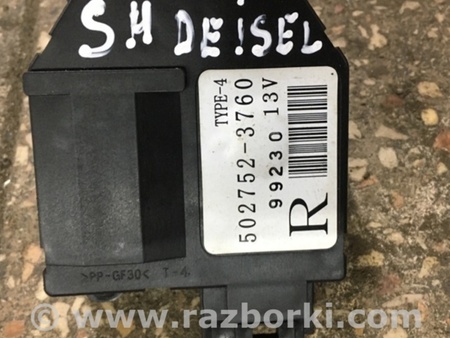 S.H DEISEL
TYPE-4
502752-3760
99230 13V
R
>PP-GF30< T-4
www.razborki.com